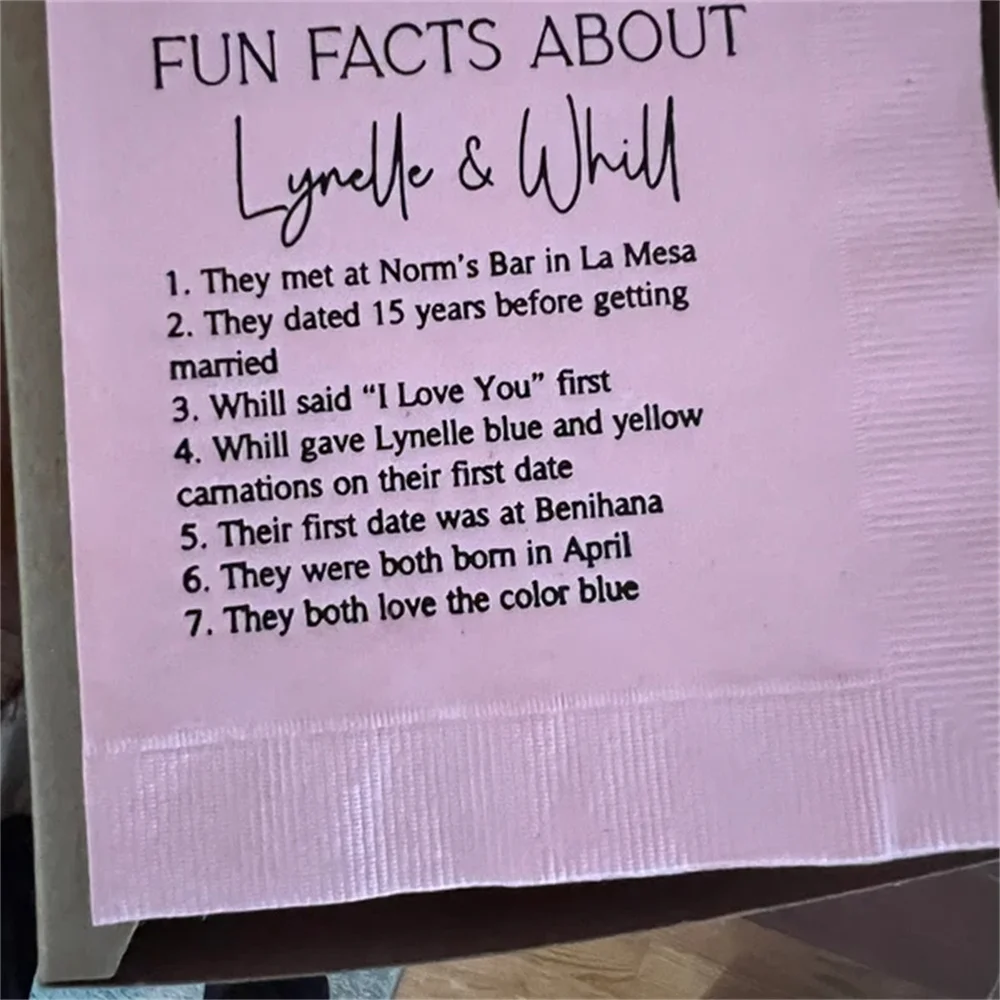 FUN FACTS ABOUT
Lynelle & Whill
1. They met at Norm's Bar in La Mesa
2. They dated 15 years before getting
married
3. Whill said “I Love You” first
4. Whill gave Lynelle blue and yellow
carnations on their first date
5. Their first date was at Benihana
6. They were both born in April
7. They both love the color blue